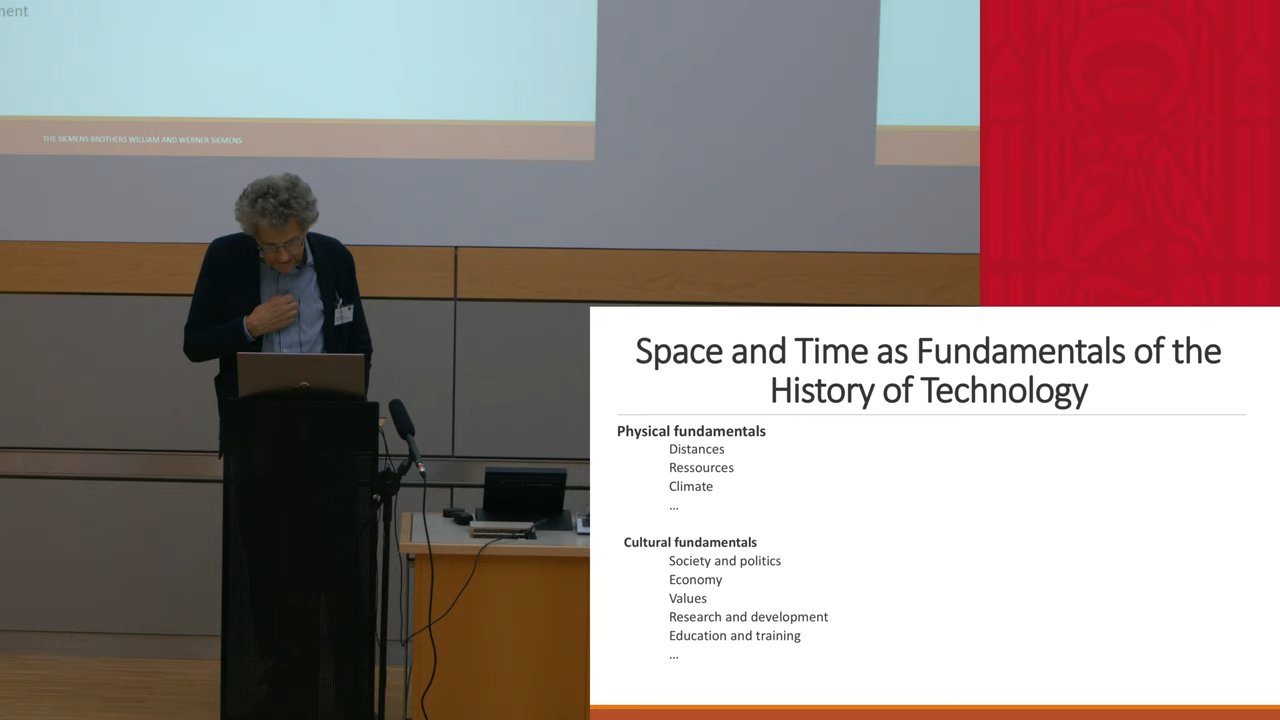 ment
THE SIEMENS BROTHERS WILLIAM AND WERNER SIEMENS
Space and Time as Fundamentals of the
History of Technology
Physical fundamentals
Distances
Ressources
Climate
...
Cultural fundamentals
Society and politics
Economy
Values
Research and development
Education and training
...